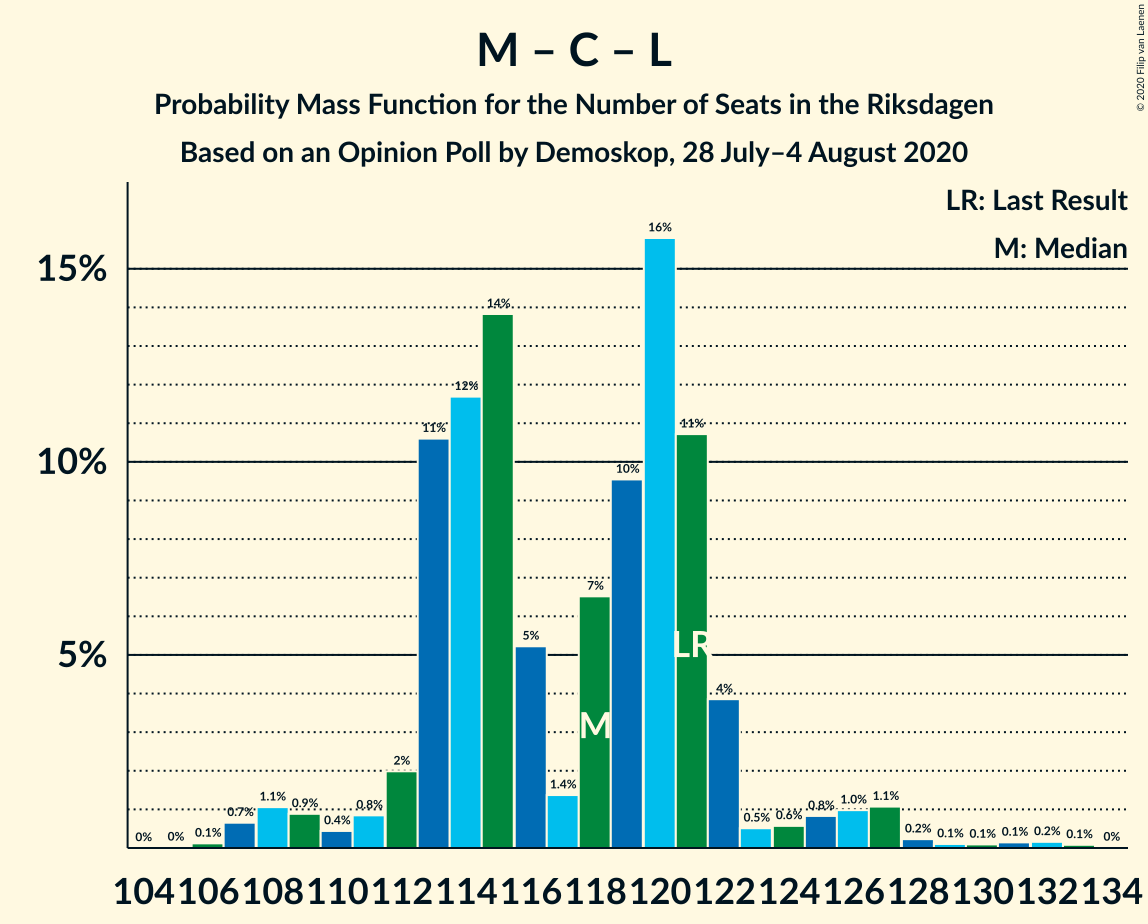 M – C – L
Probability Mass Function for the Number of Seats in the Riksdagen
Based on an Opinion Poll by Demoskop, 28 July–4 August 2020
© 2020 Filip van Laenen
LR: Last Result
M: Median
15%
10%
5%
0% 0% 0.1% 0.7% 1.1% 0.9% 0.4% 0.8% 2% 11% 12% 14% 5% 1.4% 7% 10% 16% 11% 4% 0.5% 0.6% 0.8% 1.0% 1.1% 0.2% 0.1% 0.1% 0.1% 0.2% 0.1% 0%
M
LR
104 106 108 110 112 114 116 118 120 122 124 126 128 130 132 134